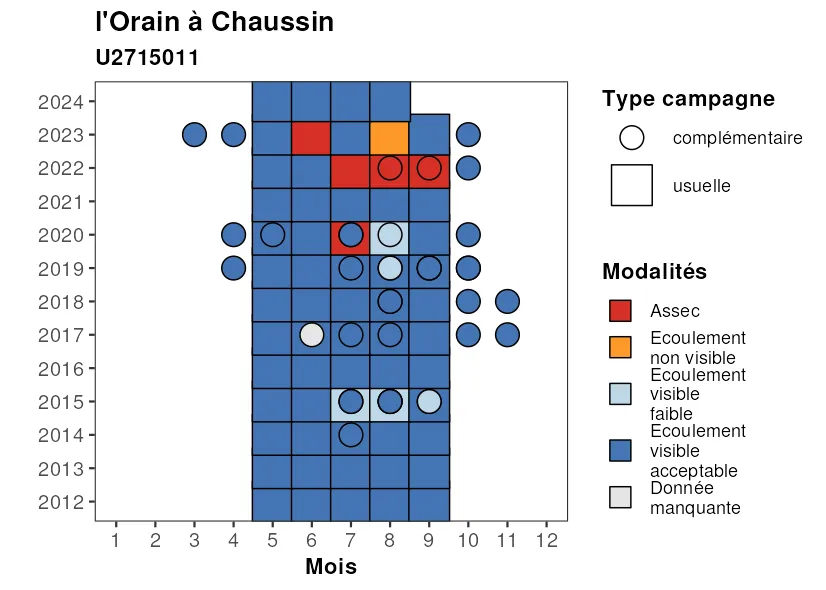 l'Orain à Chaussin
U2715011
2024
2023
2022
2021
2020
2019
2018
2017
2016
2015
2014
2013
2012
1 2 3 4 5 6 7 8 9 10 11 12
Mois
Type campagne
complémentaire
usuelle
Modalités
Assec
Ecoulement
non visible
Ecoulement
visible
faible
Ecoulement
visible
acceptable
Donnée
manquante